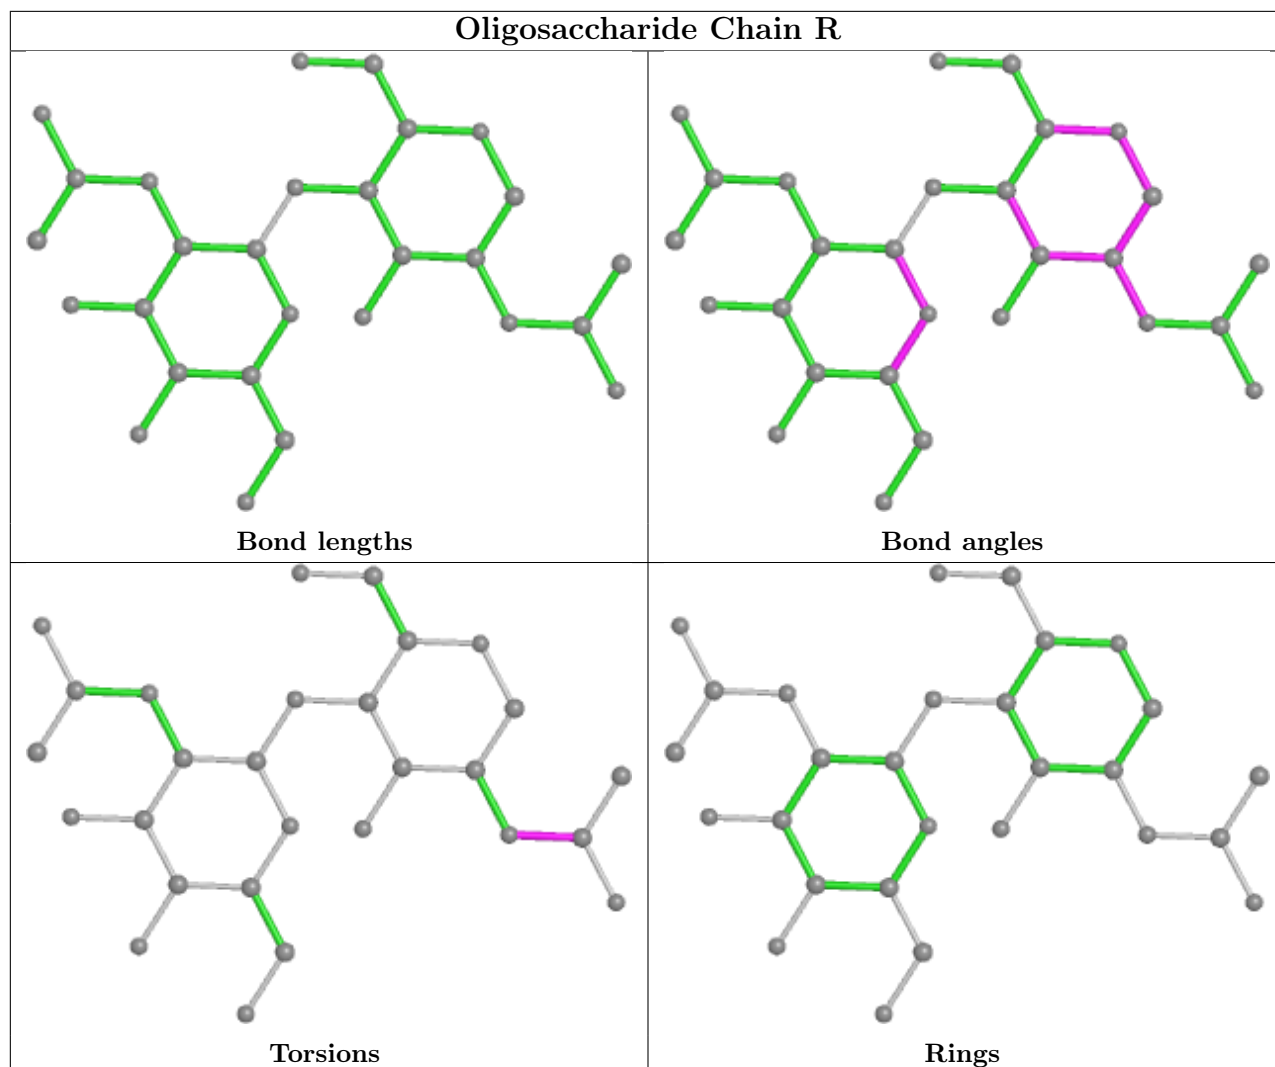 Oligosaccharide Chain R
Bond lengths
Bond angles
Torsions
Rings